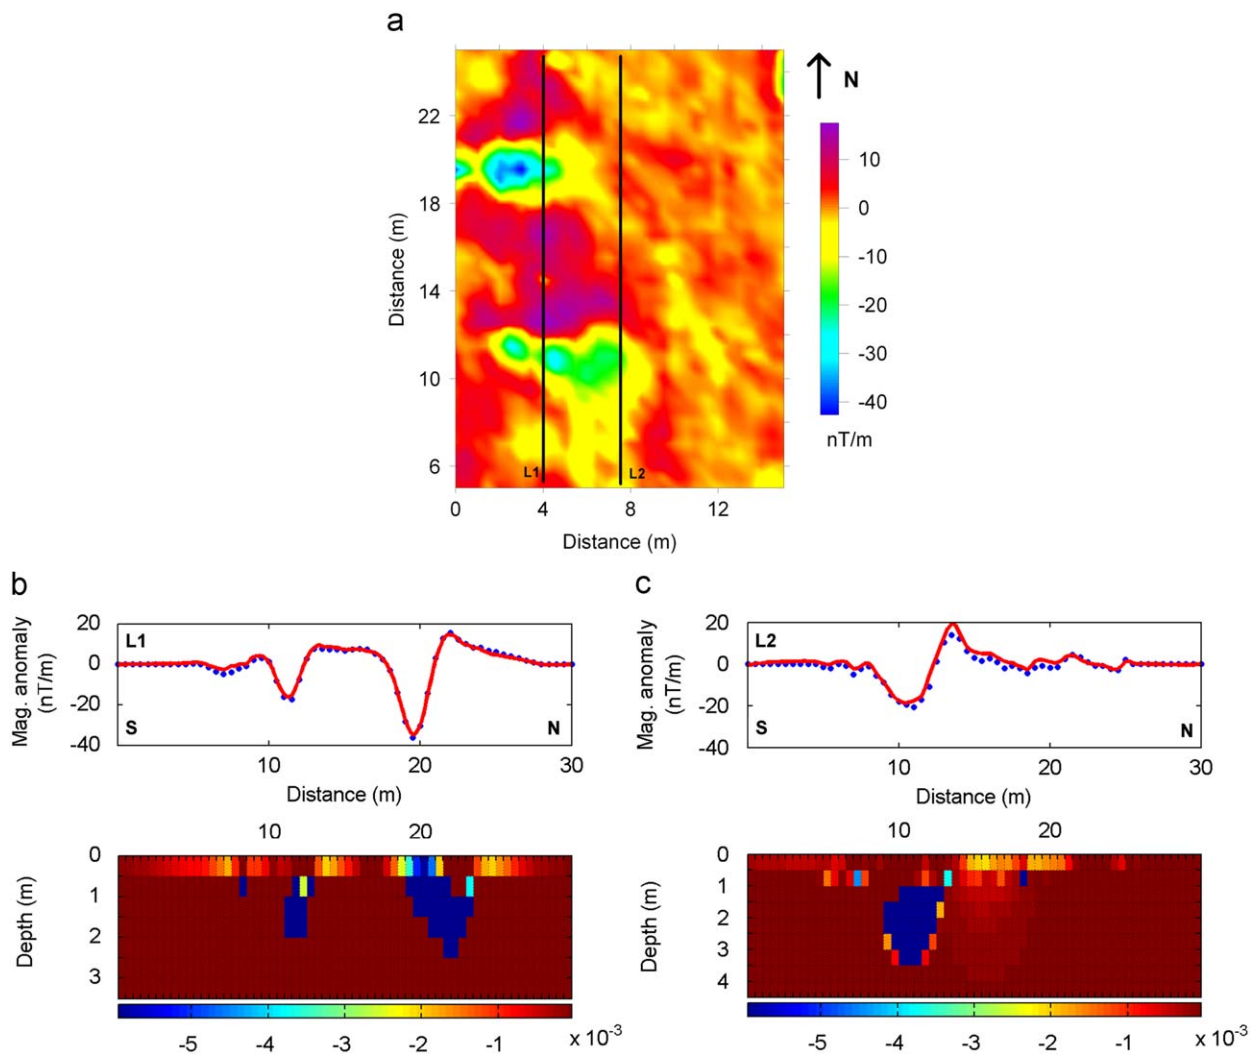 a
N
22
18
14
10
6
Distance (m)
L1
L2
0 4 8 12
Distance (m)
10
0
-10
-20
-30
-40
nT/m
b
Mag. anomaly
(nT/m)
20
0
-20
-40
L1
S
N
10 20 30
Distance (m)
10 20
Depth (m)
0
1
2
3
-5 -4 -3 -2 -1 x 10-3
c
Mag. anomaly
(nT/m)
20
0
-20
-40
L2
S
N
10 20 30
Distance (m)
10 20
Depth (m)
0
1
2
3
4
-5 -4 -3 -2 -1 x 10-3